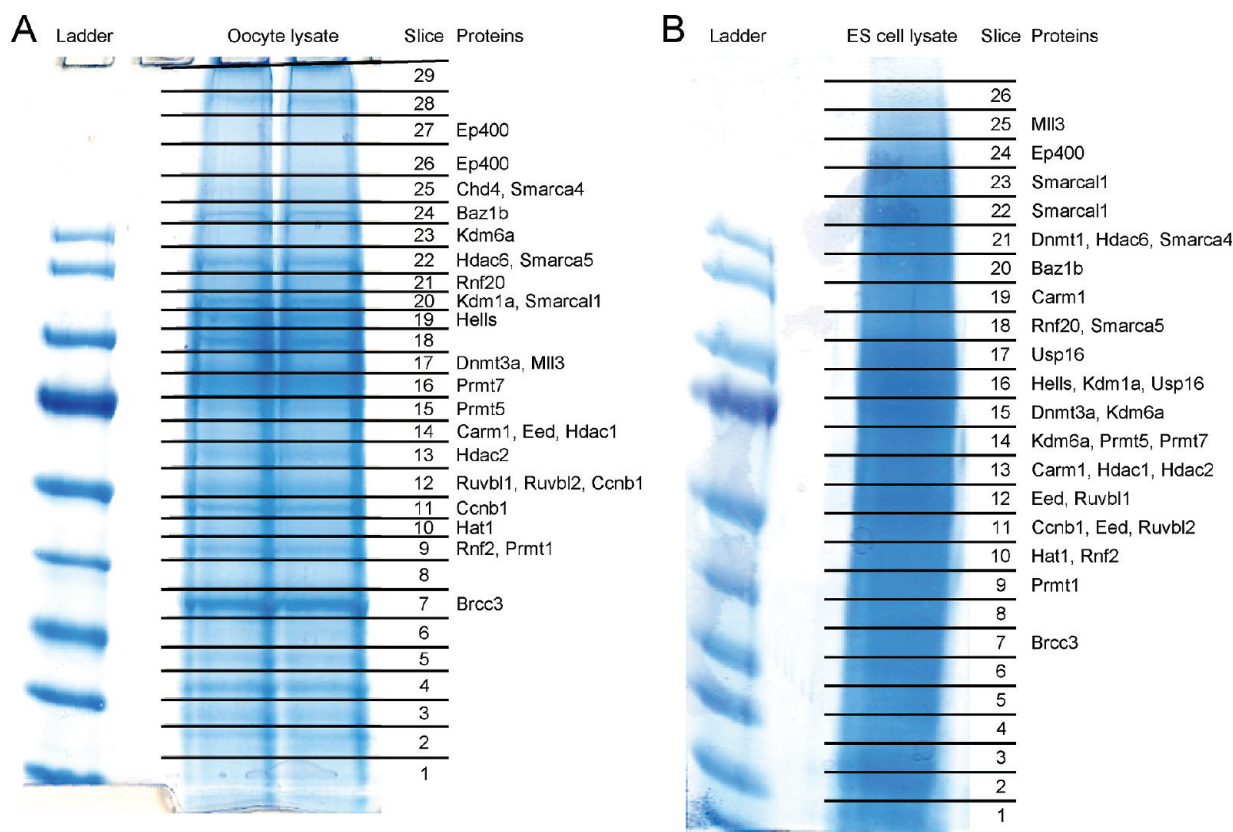 A Ladder Oocyte lysate Slice Proteins
29
28
27 Ep400
26 Ep400
25 Chd4, Smarca4
24 Baz1b
23 Kdm6a
22 Hdac6, Smarca5
21 Rnf20
20 Kdm1a, Smarcal1
19 Hells
18
17 Dnmt3a, Mll3
16 Prmt7
15 Prmt5
14 Carm1, Eed, Hdac1
13 Hdac2
12 Ruvbl1, Ruvbl2, Ccnb1
11 Ccnb1
10 Hat1
9 Rnf2, Prmt1
8
7 Brcc3
6
5
4
3
2
1
B Ladder ES cell lysate Slice Proteins
26
25 Mll3
24 Ep400
23 Smarcal1
22 Smarcal1
21 Dnmt1, Hdac6, Smarca4
20 Baz1b
19 Carm1
18 Rnf20, Smarca5
17 Usp16
16 Hells, Kdm1a, Usp16
15 Dnmt3a, Kdm6a
14 Kdm6a, Prmt5, Prmt7
13 Carm1, Hdac1, Hdac2
12 Eed, Ruvbl1
11 Ccnb1, Eed, Ruvbl2
10 Hat1, Rnf2
9 Prmt1
8
7 Brcc3
6
5
4
3
2
1